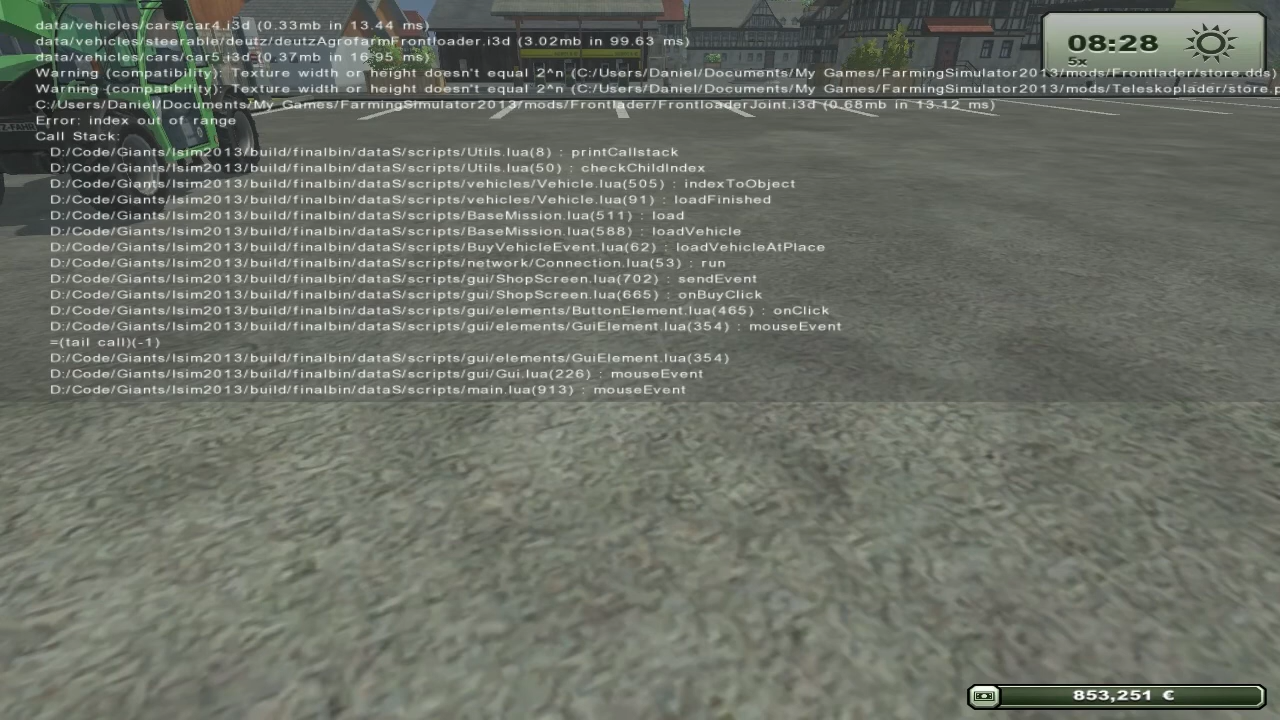 data/vehicles/cars/car4.i3d (0.33mb in 13.44 ms)
data/vehicles/steerable/deutz/deutzAgrofarmFrontloader.i3d (3.02mb in 99.63 ms)
data/vehicles/cars/car5.i3d (0.37mb in 16.95 ms)
08:28
5x
Warning (compatibility): Texture width or height doesn't equal 2^n (C:/Users/Daniel/Documents/My Games/FarmingSimulator2013/mods/Frontlader/store.dds)
Warning (compatibility): Texture width or height doesn't equal 2^n (C:/Users/Daniel/Documents/My Games/FarmingSimulator2013/mods/Teleskoplader/store.p
C:/Users/Daniel/Documents/My Games/FarmingSimulator2013/mods/Frontlader/FrontloaderJoint.i3d (0.68mb in 13.12 ms)
Error: index out of range
Call Stack:
D:/Code/Giants/lsim2013/build/finalbin/dataS/scripts/Utils.lua(8) : printCallstack
D:/Code/Giants/lsim2013/build/finalbin/dataS/scripts/Utils.lua(50) : checkChildIndex
D:/Code/Giants/lsim2013/build/finalbin/dataS/scripts/vehicles/Vehicle.lua(505) : indexToObject
D:/Code/Giants/lsim2013/build/finalbin/dataS/scripts/vehicles/Vehicle.lua(91) : loadFinished
D:/Code/Giants/lsim2013/build/finalbin/dataS/scripts/BaseMission.lua(511) : load
D:/Code/Giants/lsim2013/build/finalbin/dataS/scripts/BaseMission.lua(588) : loadVehicle
D:/Code/Giants/lsim2013/build/finalbin/dataS/scripts/BuyVehicleEvent.lua(62) : loadVehicleAtPlace
D:/Code/Giants/lsim2013/build/finalbin/dataS/scripts/network/Connection.lua(53) : run
D:/Code/Giants/lsim2013/build/finalbin/dataS/scripts/gui/ShopScreen.lua(702) : sendEvent
D:/Code/Giants/lsim2013/build/finalbin/dataS/scripts/gui/ShopScreen.lua(665) : onBuyClick
D:/Code/Giants/lsim2013/build/finalbin/dataS/scripts/gui/elements/ButtonElement.lua(465) : onClick
D:/Code/Giants/lsim2013/build/finalbin/dataS/scripts/gui/elements/GuiElement.lua(354) : mouseEvent
=(tail call)(-1)
D:/Code/Giants/lsim2013/build/finalbin/dataS/scripts/gui/elements/GuiElement.lua(354)
D:/Code/Giants/lsim2013/build/finalbin/dataS/scripts/gui/Gui.lua(226) : mouseEvent
D:/Code/Giants/lsim2013/build/finalbin/dataS/scripts/main.lua(913) : mouseEvent
853,251 €